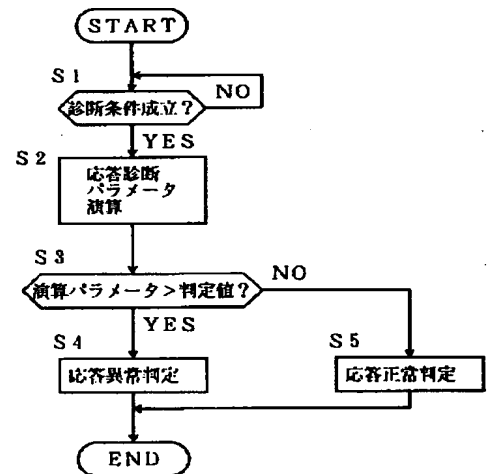 START
S1
診断条件成立?
NO
YES
S2
応答診断
パラメータ
演算
S3
演算パラメータ>判定値?
NO
YES
S4
応答異常判定
S5
応答正常判定
END